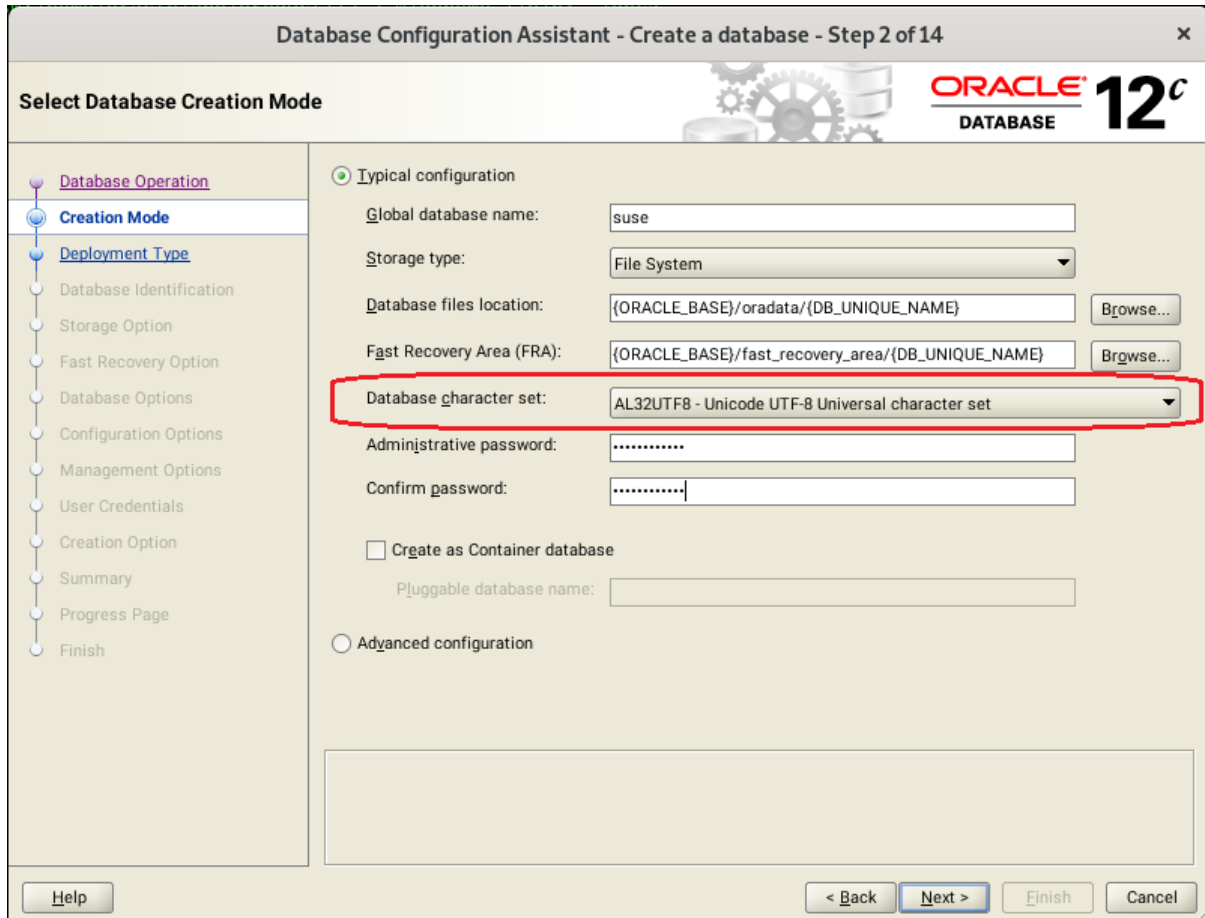 Database Configuration Assistant - Create a database - Step 2 of 14
Select Database Creation Mode
ORACLE DATABASE 12c
Database Operation
Creation Mode
Deployment Type
Database Identification
Storage Option
Fast Recovery Option
Database Options
Configuration Options
Management Options
User Credentials
Creation Option
Summary
Progress Page
Finish
Typical configuration
Global database name: suse
Storage type: File System
Database files location: {ORACLE_BASE}/oradata/{DB_UNIQUE_NAME} Browse...
Fast Recovery Area (FRA): {ORACLE_BASE}/fast_recovery_area/{DB_UNIQUE_NAME} Browse...
Database character set: AL32UTF8 - Unicode UTF-8 Universal character set
Administrative password: ••••••••••••
Confirm password: ••••••••••••
Create as Container database
Pluggable database name:
Advanced configuration
Help < Back Next > Finish Cancel